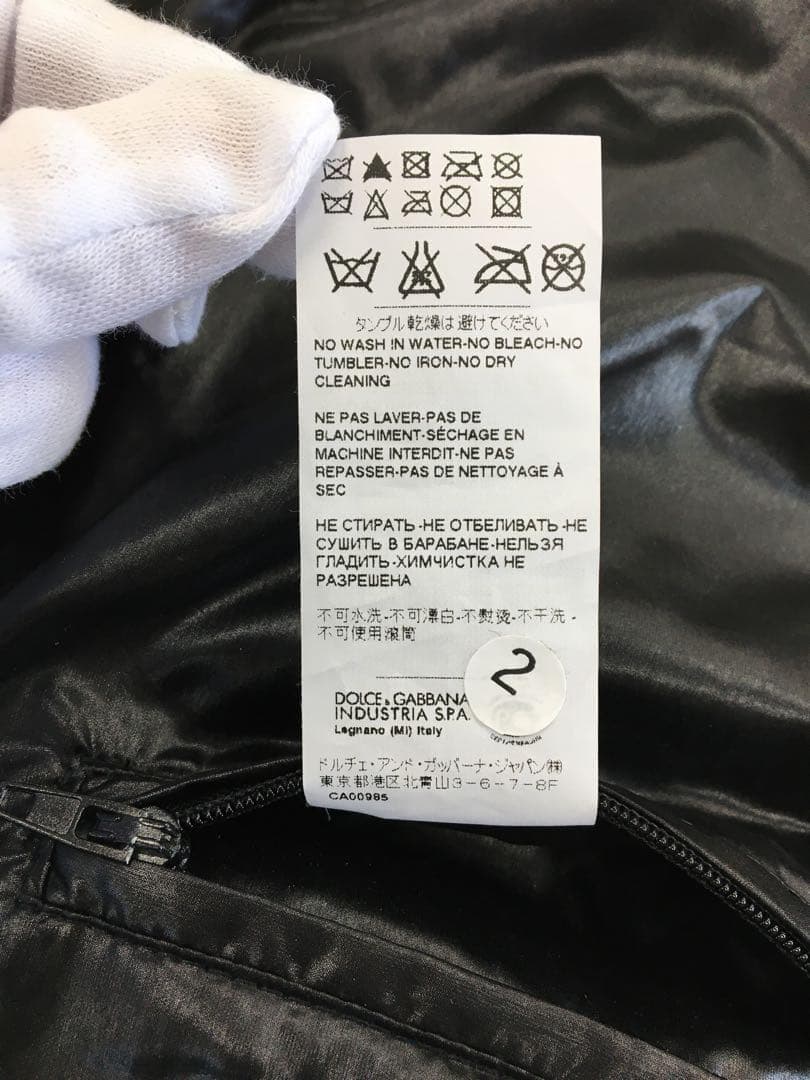 タンブル乾燥は避けてください
NO WASH IN WATER-NO BLEACH-NO
TUMBLER-NO IRON-NO DRY
CLEANING
NE PAS LAVER-PAS DE
BLANCHIMENT-SÉCHAGE EN
MACHINE INTERDIT-NE PAS
REPASSER-PAS DE NETTOYAGE À
SEC
НЕ СТИРАТЬ-НЕ ОТБЕЛИВАТЬ-НЕ
СУШИТЬ В БАРАБАНЕ-НЕЛЬЗЯ
ГЛАДИТЬ-ХИМЧИСТКА НЕ
РАЗРЕШЕНА
不可水洗-不可漂白-不熨烫-不干洗-
不可使用滚筒
2
DOLCE & GABBANA
INDUSTRIA S.P.A.
Legnano (MI) Italy
ドルチェ・アンド・ガッバーナ・ジャパン㈱
東京都港区北青山3-6-7-8F
CA00985